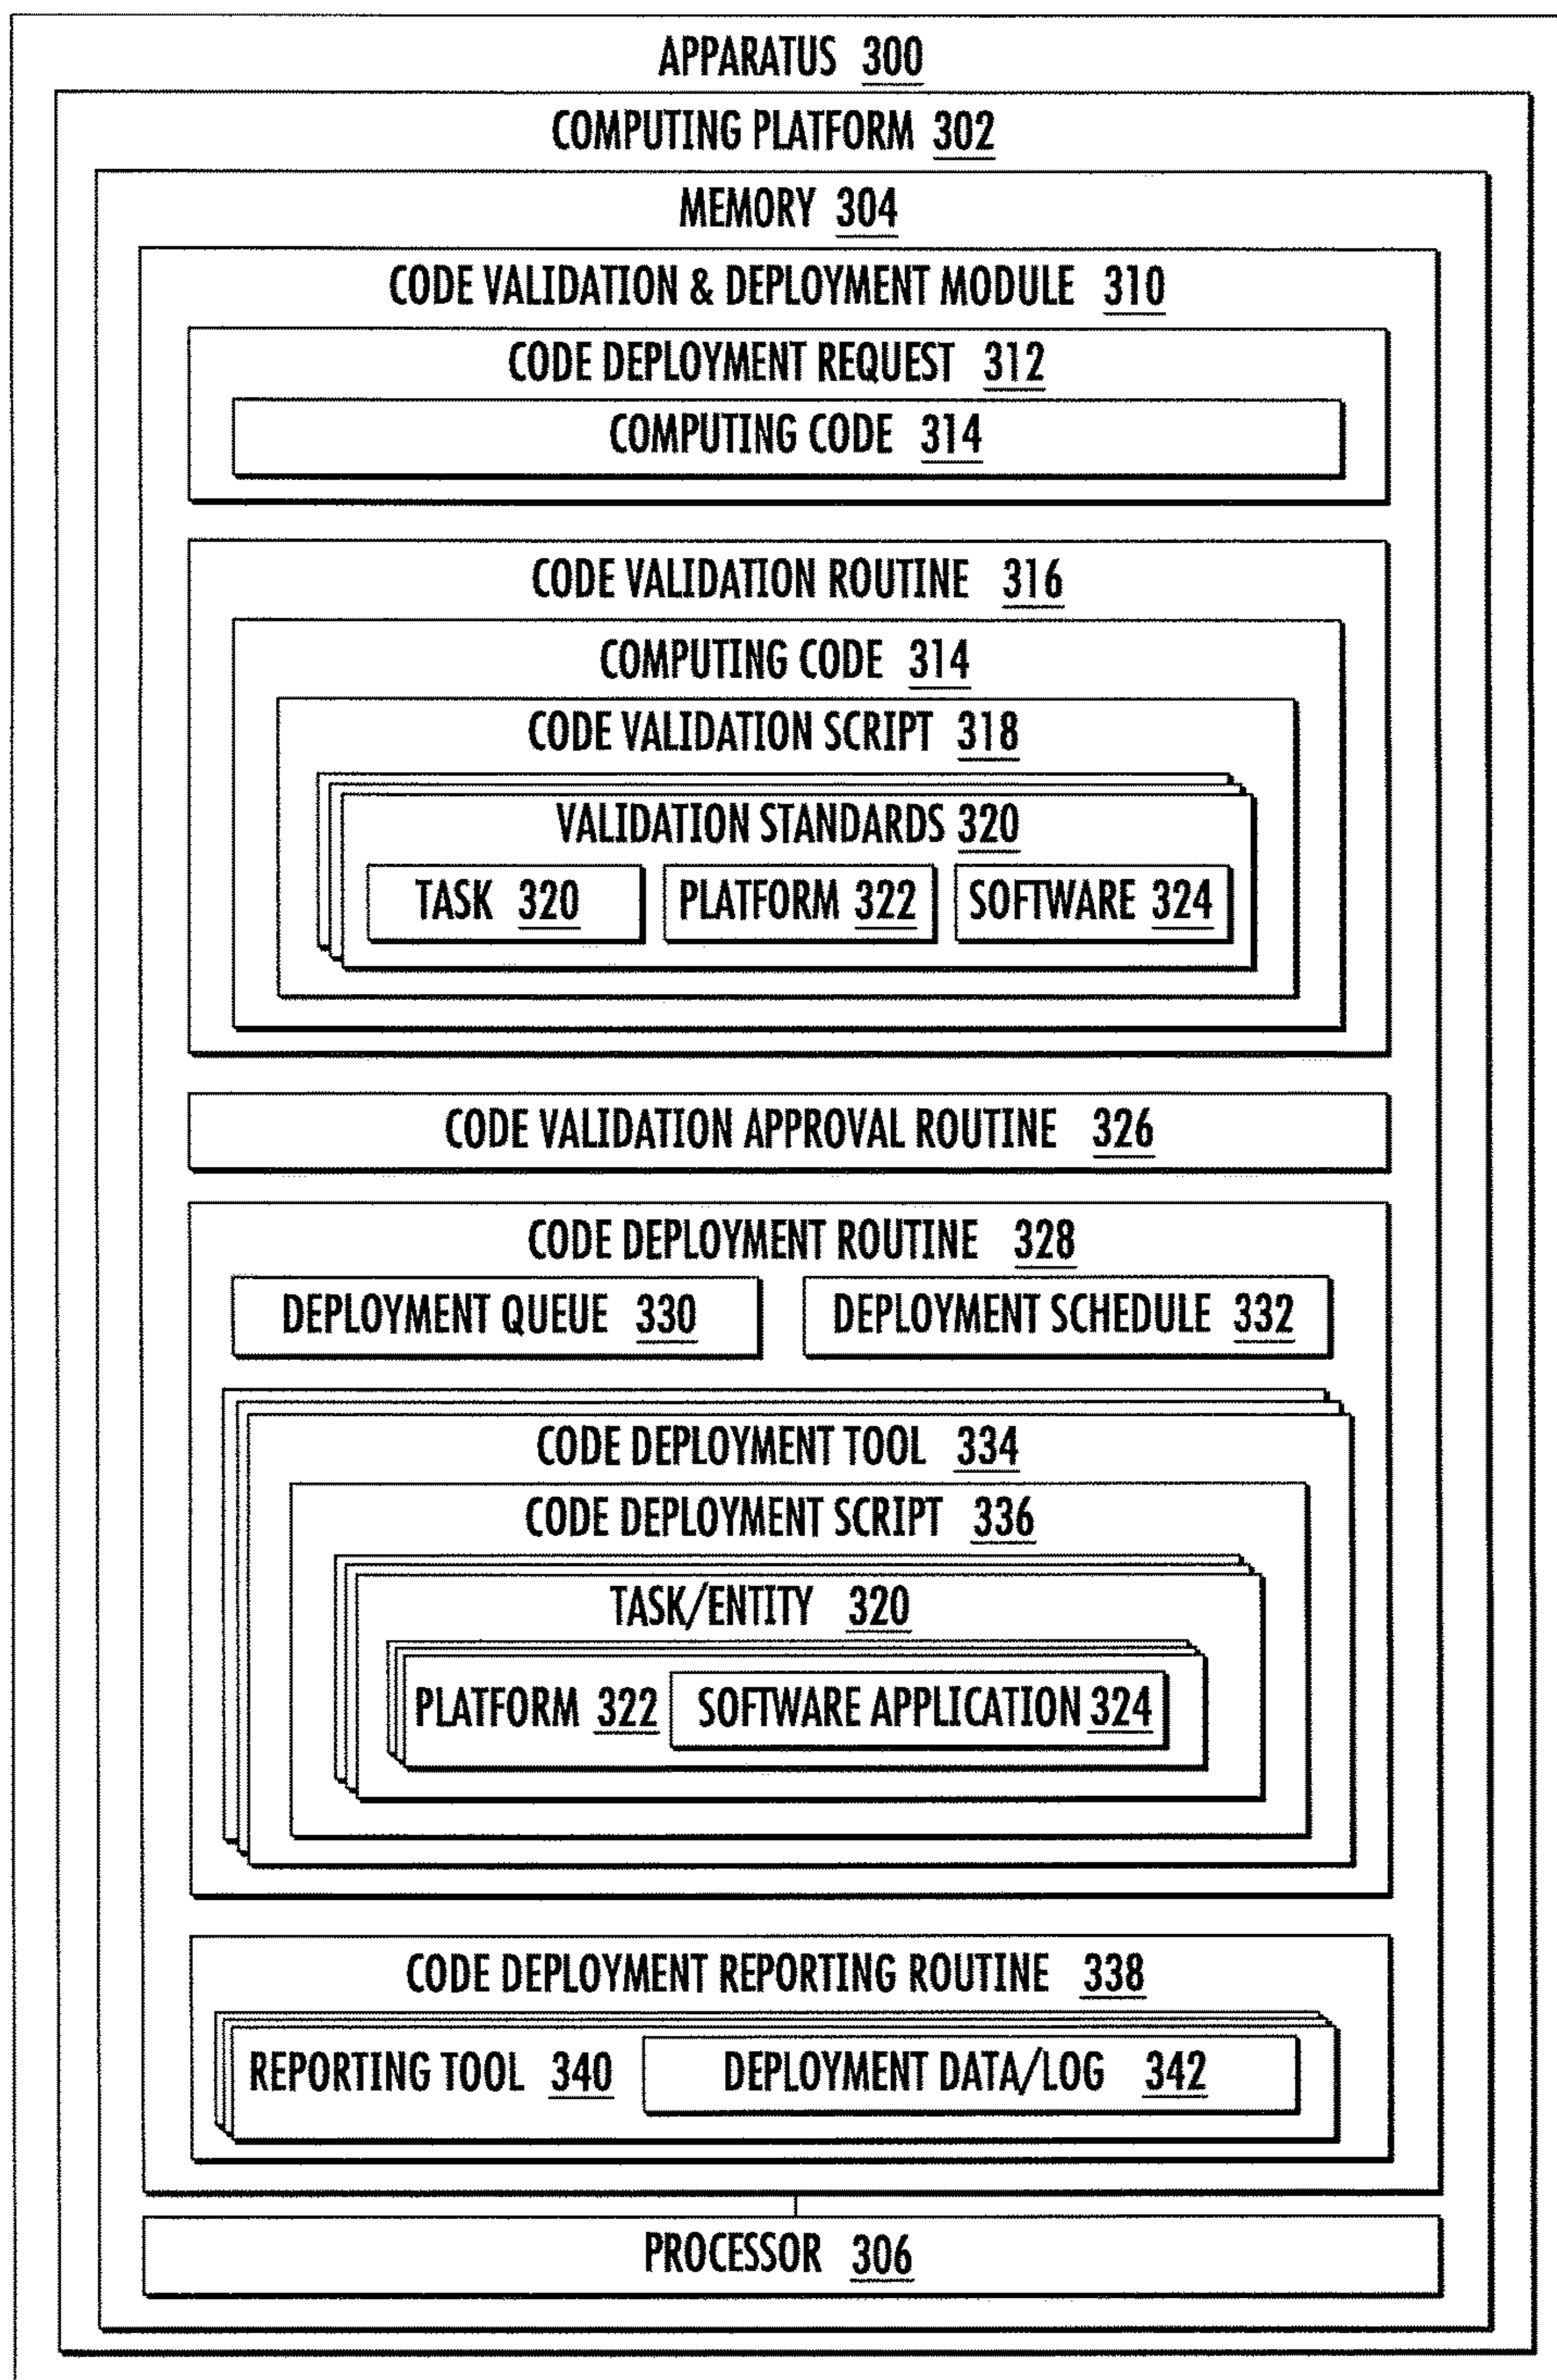 APPARATUS 300
COMPUTING PLATFORM 302
MEMORY 304
CODE VALIDATION & DEPLOYMENT MODULE 310
CODE DEPLOYMENT REQUEST 312
COMPUTING CODE 314
CODE VALIDATION ROUTINE 316
COMPUTING CODE 314
CODE VALIDATION SCRIPT 318
VALIDATION STANDARDS 320
TASK 320 PLATFORM 322 SOFTWARE 324
CODE VALIDATION APPROVAL ROUTINE 326
CODE DEPLOYMENT ROUTINE 328
DEPLOYMENT QUEUE 330 DEPLOYMENT SCHEDULE 332
CODE DEPLOYMENT TOOL 334
CODE DEPLOYMENT SCRIPT 336
TASK/ENTITY 320
PLATFORM 322 SOFTWARE APPLICATION 324
CODE DEPLOYMENT REPORTING ROUTINE 338
REPORTING TOOL 340 DEPLOYMENT DATA/LOG 342
PROCESSOR 306